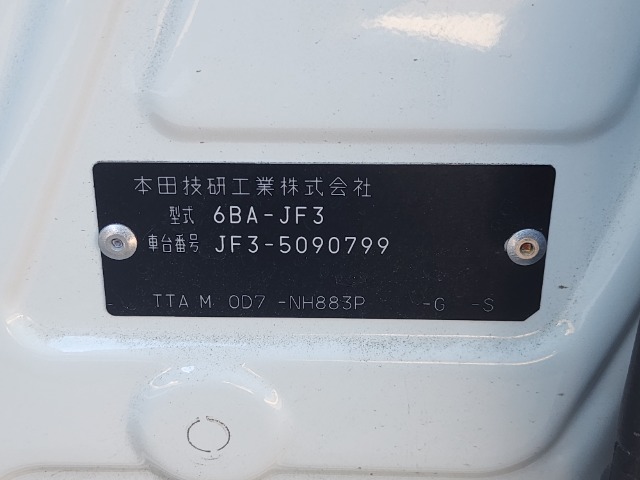 本田技研工業株式会社
型式 6BA-JF3
車台番号 JF3-5090799
TTA M 0D7 -NH883P -G -S